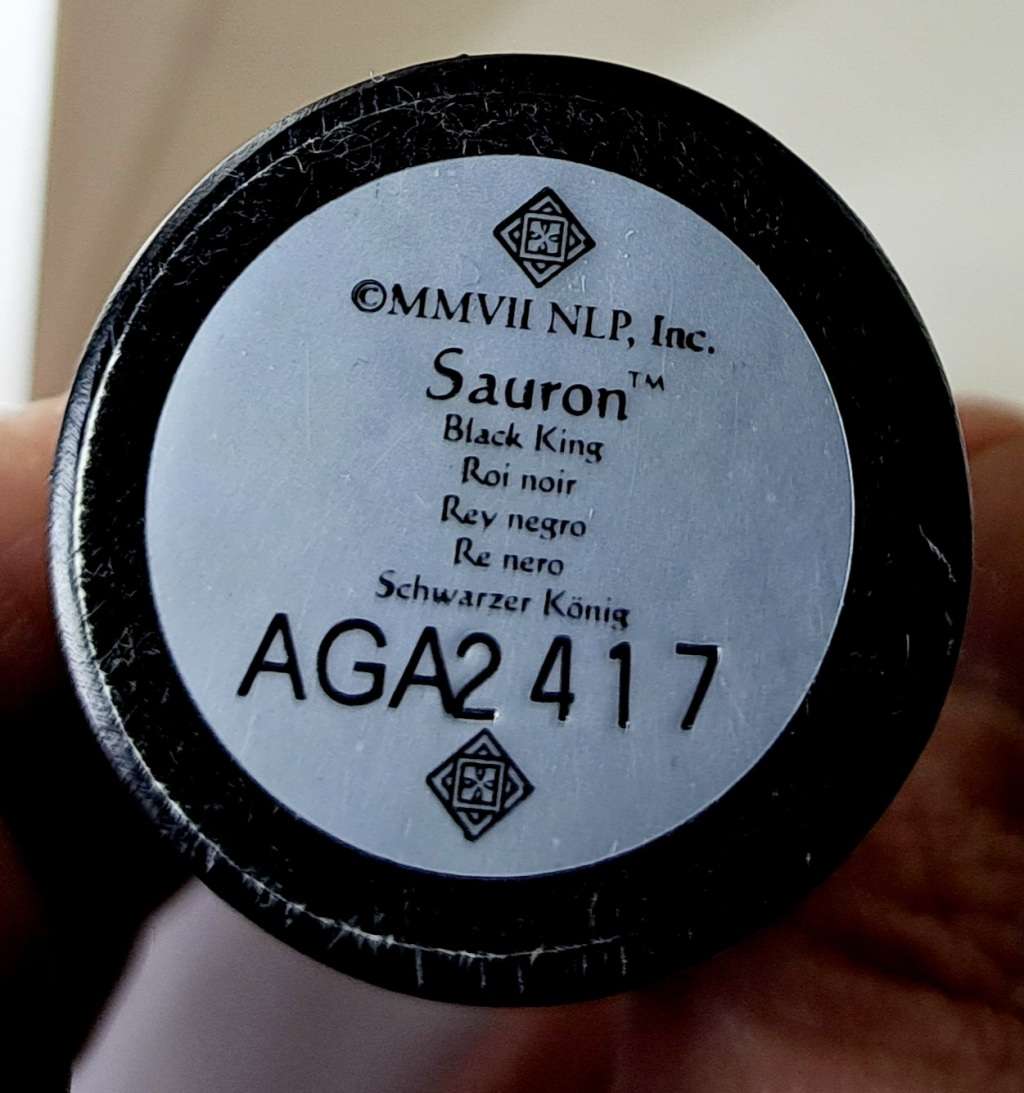 ©MMVII NLP, Inc.
Sauron™
Black King
Roi noir
Rey negro
Re nero
Schwarzer König
AGA2417